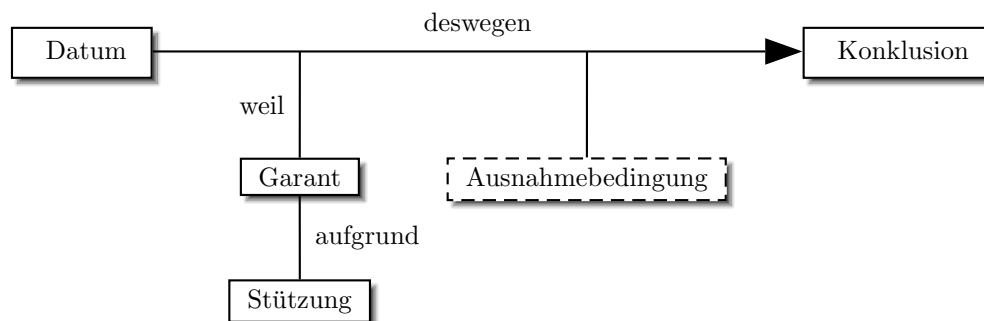 deswegen
Datum
Konklusion
weil
Garant
Ausnahmebedingung
aufgrund
Stützung